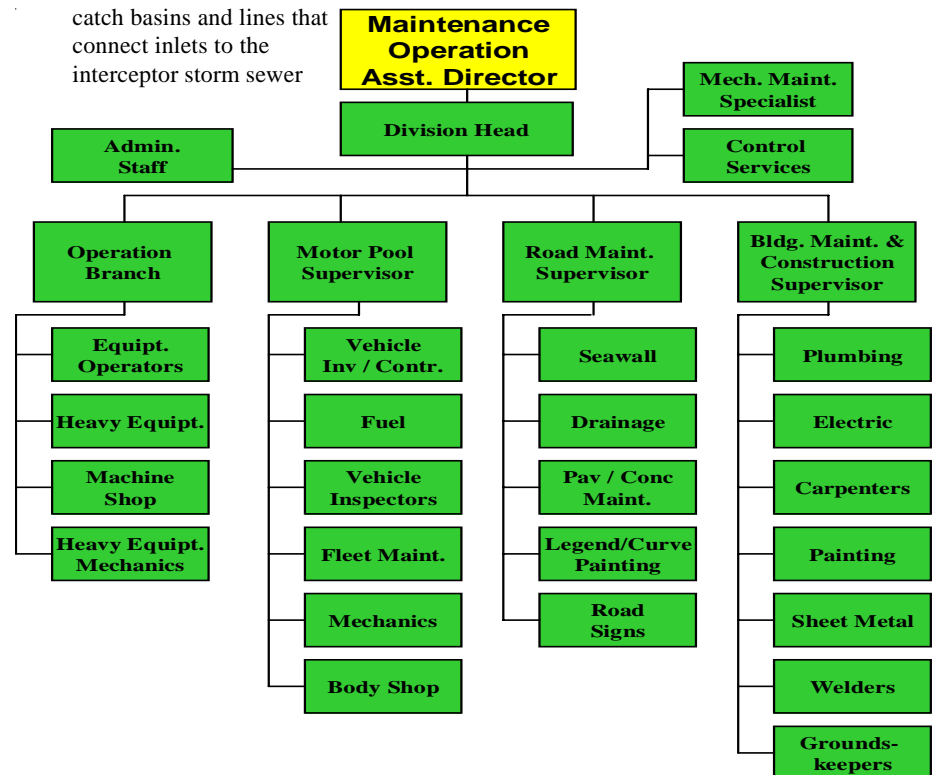 catch basins and lines that
connect inlets to the
interceptor storm sewer
Maintenance
Operation
Asst. Director
Mech. Maint.
Specialist
Division Head
Admin.
Staff
Control
Services
Operation
Branch
Motor Pool
Supervisor
Road Maint.
Supervisor
Bldg. Maint. &
Construction
Supervisor
Equipt.
Operators
Heavy Equipt.
Machine
Shop
Heavy Equipt.
Mechanics
Vehicle
Inv / Contr.
Fuel
Vehicle
Inspectors
Fleet Maint.
Mechanics
Body Shop
Seawall
Drainage
Pav / Conc
Maint.
Legend/Curve
Painting
Road
Signs
Plumbing
Electric
Carpenters
Painting
Sheet Metal
Welders
Grounds-
keepers